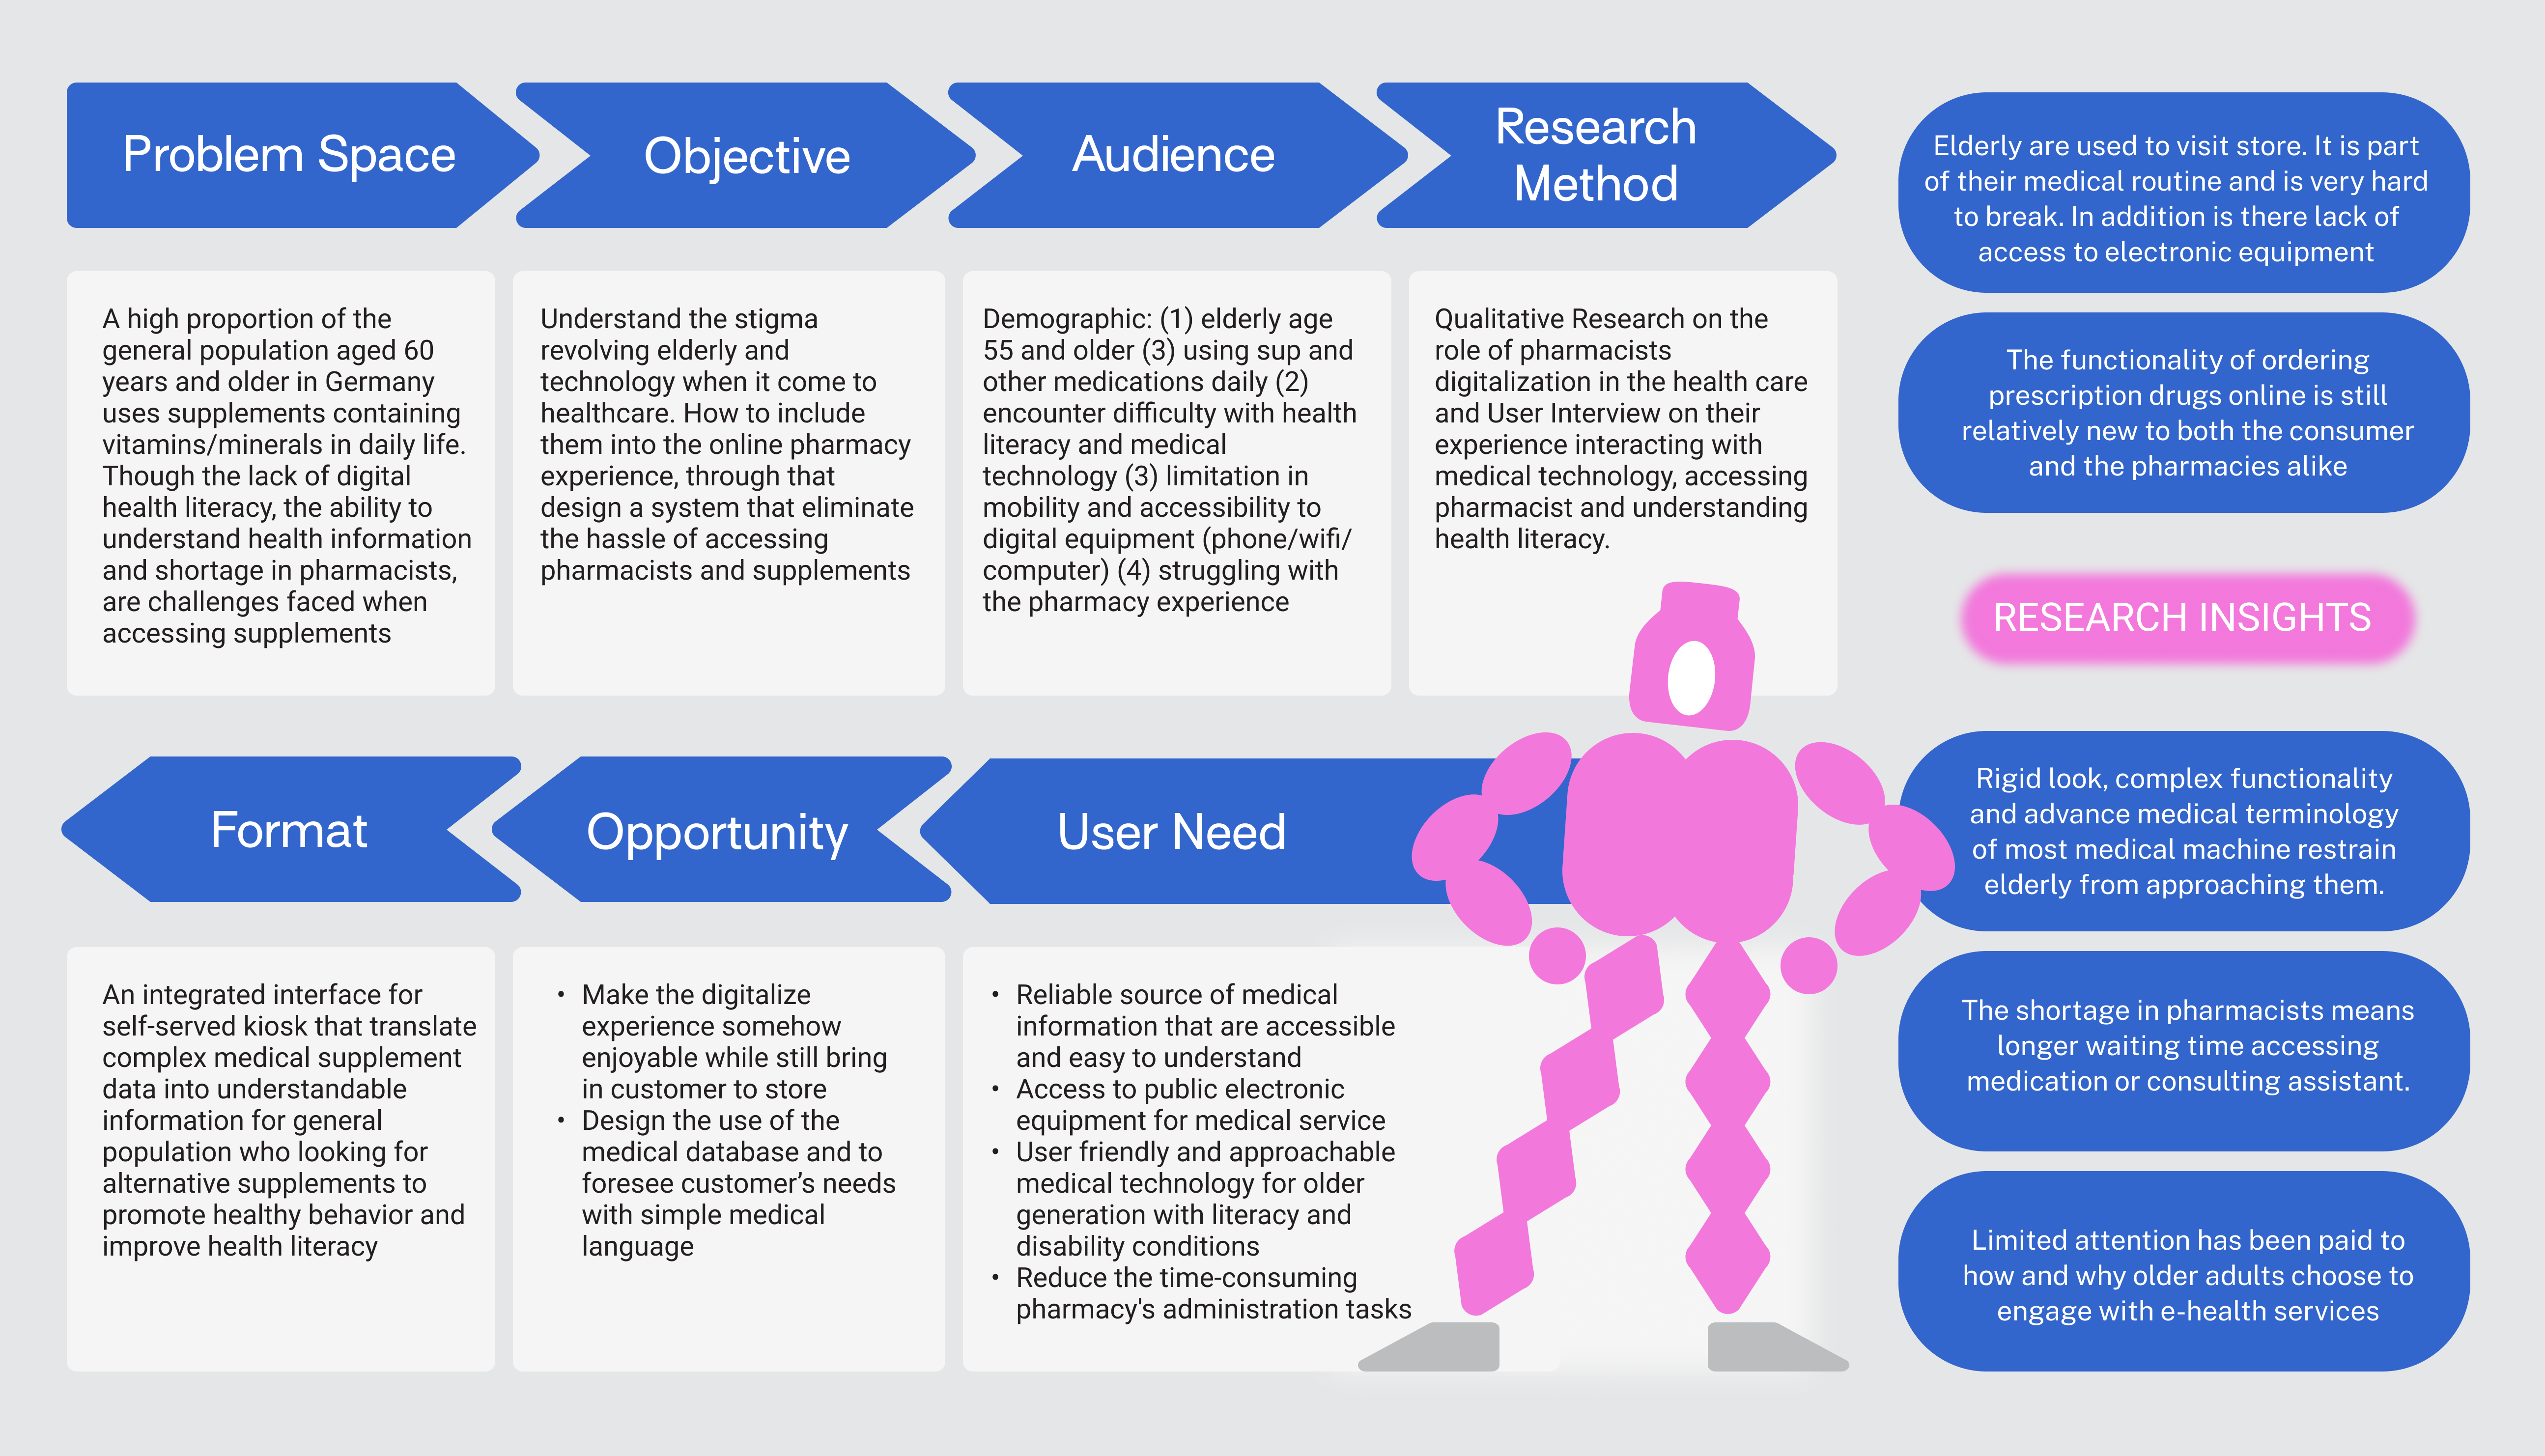 Problem Space
Objective
Audience
Research
Method
A high proportion of the
general population aged 60
years and older in Germany
uses supplements containing
vitamins/minerals in daily life.
Though the lack of digital
health literacy, the ability to
understand health information
and shortage in pharmacists,
are challenges faced when
accessing supplements
Understand the stigma
revolving elderly and
technology when it come to
healthcare. How to include
them into the online pharmacy
experience, through that
design a system that eliminate
the hassle of accessing
pharmacists and supplements
Demographic: (1) elderly age
55 and older (3) using sup and
other medications daily (2)
encounter difficulty with health
literacy and medical
technology (3) limitation in
mobility and accessibility to
digital equipment (phone/wifi/
computer) (4) struggling with
the pharmacy experience
Qualitative Research on the
role of pharmacists
digitalization in the health care
and User Interview on their
experience interacting with
medical technology, accessing
pharmacist and understanding
health literacy.
Format
Opportunity
User Need
An integrated interface for
self-served kiosk that translate
complex medical supplement
data into understandable
information for general
population who looking for
alternative supplements to
promote healthy behavior and
improve health literacy
• Make the digitalize
experience somehow
enjoyable while still bring
in customer to store
• Design the use of the
medical database and to
foresee customer’s needs
with simple medical
language
• Reliable source of medical
information that are accessible
and easy to understand
• Access to public electronic
equipment for medical service
• User friendly and approachable
medical technology for older
generation with literacy and
disability conditions
• Reduce the time-consuming
pharmacy's administration tasks
Elderly are used to visit store. It is part
of their medical routine and is very hard
to break. In addition is there lack of
access to electronic equipment
The functionality of ordering
prescription drugs online is still
relatively new to both the consumer
and the pharmacies alike
RESEARCH INSIGHTS
Rigid look, complex functionality
and advance medical terminology
of most medical machine restrain
elderly from approaching them.
The shortage in pharmacists means
longer waiting time accessing
medication or consulting assistant.
Limited attention has been paid to
how and why older adults choose to
engage with e-health services